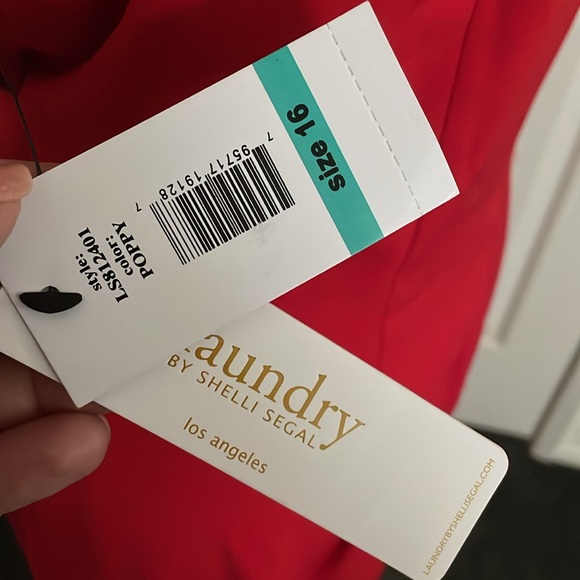 style:
LS812401
color:
POPPY
7 95717 19128 7
size 16
Laundry
BY SHELLI SEGAL
los angeles
LAUNDRYBYSHELLISEGAL.COM